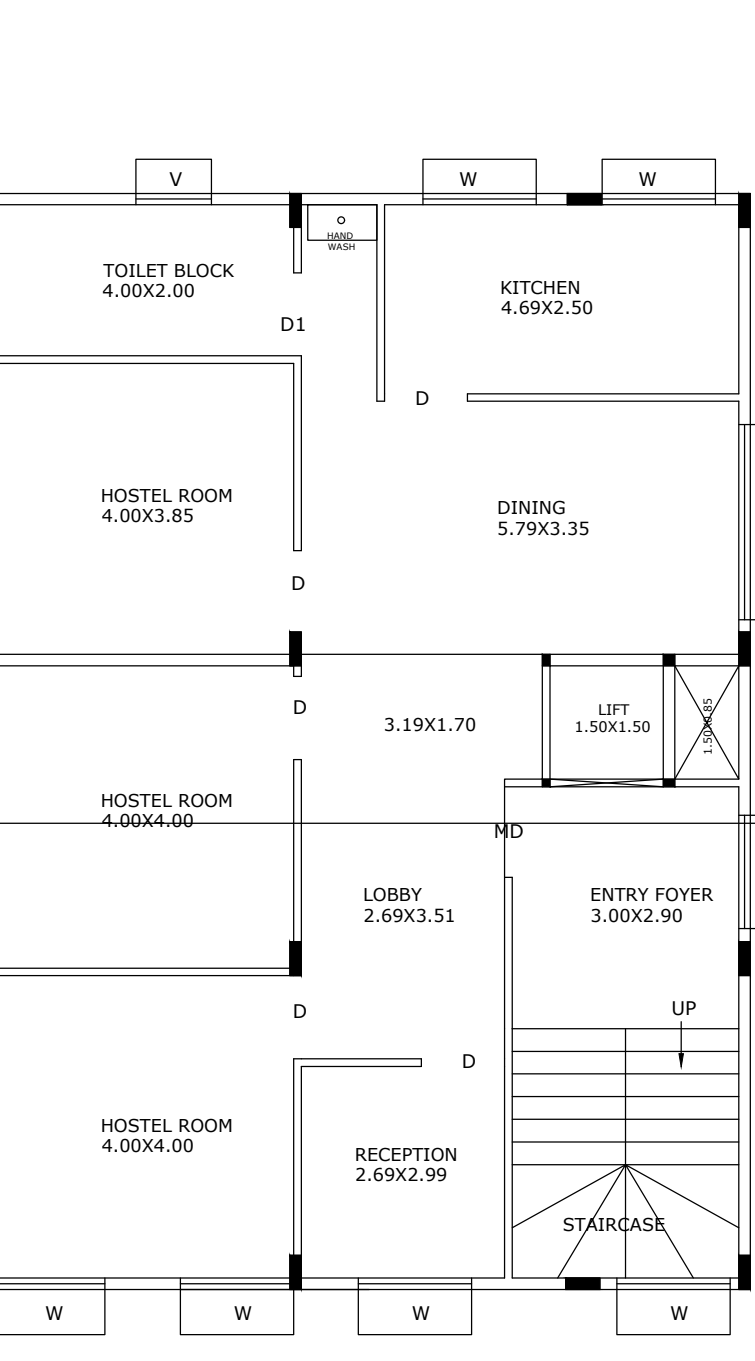 V
W
W
HAND
WASH
TOILET BLOCK
4.00X2.00
KITCHEN
4.69X2.50
D1
D
HOSTEL ROOM
4.00X3.85
DINING
5.79X3.35
D
D
3.19X1.70
LIFT
1.50X1.50
1.50X0.85
HOSTEL ROOM
4.00X4.00
MD
LOBBY
2.69X3.51
ENTRY FOYER
3.00X2.90
D
UP
D
HOSTEL ROOM
4.00X4.00
RECEPTION
2.69X2.99
STAIRCASE
W
W
W
W